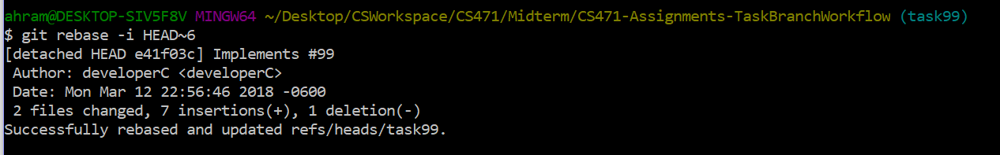 ahram@DESKTOP-SIV5F8V MINGW64 ~/Desktop/CSWorkspace/CS471/Midterm/CS471-Assignments-TaskBranchWorkflow (task99)
$ git rebase -i HEAD~6
[detached HEAD e41f03c] Implements #99
 Author: developerC <developerC>
 Date: Mon Mar 12 22:56:46 2018 -0600
 2 files changed, 7 insertions(+), 1 deletion(-)
Successfully rebased and updated refs/heads/task99.